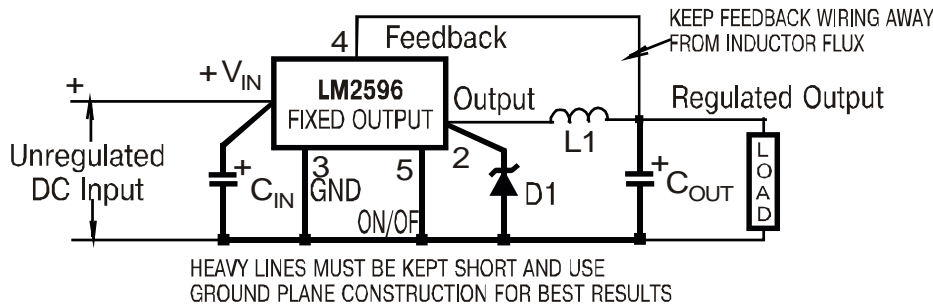 KEEP FEEDBACK WIRING AWAY
FROM INDUCTOR FLUX
4
Feedback
+VIN
LM2596
FIXED OUTPUT
Output
Regulated Output
+
L1
Unregulated
DC Input
+
CIN
3
GND
5
ON/OF
2
D1
+
COUT
LOAD
HEAVY LINES MUST BE KEPT SHORT AND USE
GROUND PLANE CONSTRUCTION FOR BEST RESULTS